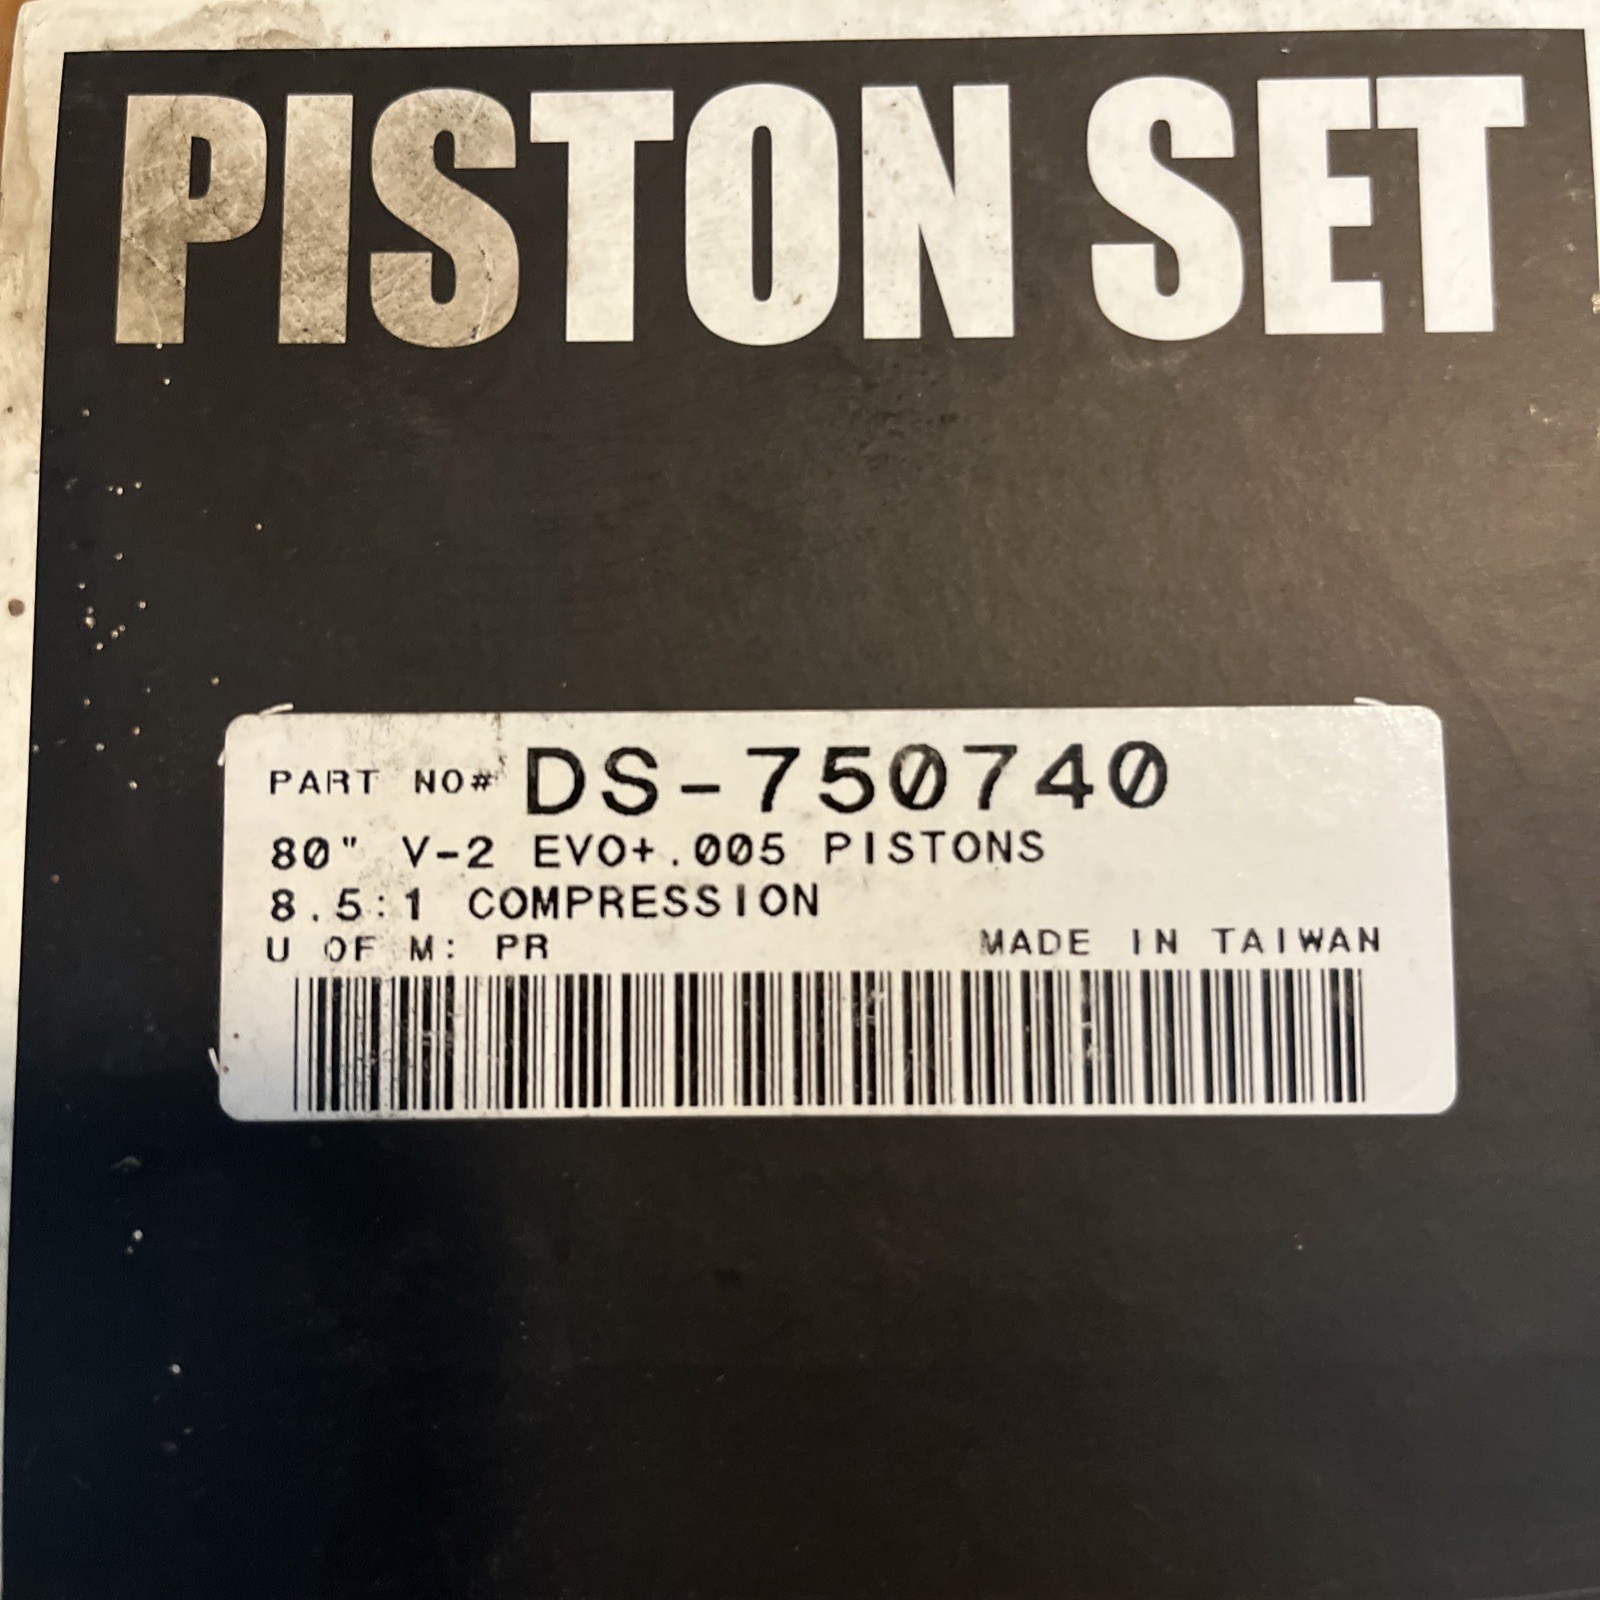 PISTON SET
PART NO# DS-750740
80" V-2 EVO+.005 PISTONS
8.5:1 COMPRESSION
U OF M: PR MADE IN TAIWAN